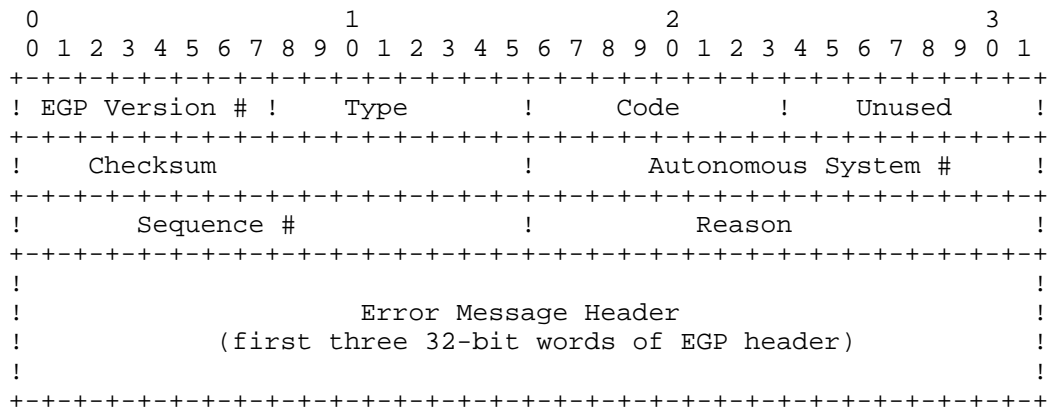 0                   1                   2                   3
 0 1 2 3 4 5 6 7 8 9 0 1 2 3 4 5 6 7 8 9 0 1 2 3 4 5 6 7 8 9 0 1
+-+-+-+-+-+-+-+-+-+-+-+-+-+-+-+-+-+-+-+-+-+-+-+-+-+-+-+-+-+-+-+-+
! EGP Version # !    Type       !     Code      !    Unused     !
+-+-+-+-+-+-+-+-+-+-+-+-+-+-+-+-+-+-+-+-+-+-+-+-+-+-+-+-+-+-+-+-+
!    Checksum                   !       Autonomous System #     !
+-+-+-+-+-+-+-+-+-+-+-+-+-+-+-+-+-+-+-+-+-+-+-+-+-+-+-+-+-+-+-+-+
!       Sequence #              !          Reason               !
+-+-+-+-+-+-+-+-+-+-+-+-+-+-+-+-+-+-+-+-+-+-+-+-+-+-+-+-+-+-+-+-+
!                                                               !
!                     Error Message Header                      !
!            (first three 32-bit words of EGP header)           !
!                                                               !
+-+-+-+-+-+-+-+-+-+-+-+-+-+-+-+-+-+-+-+-+-+-+-+-+-+-+-+-+-+-+-+-+